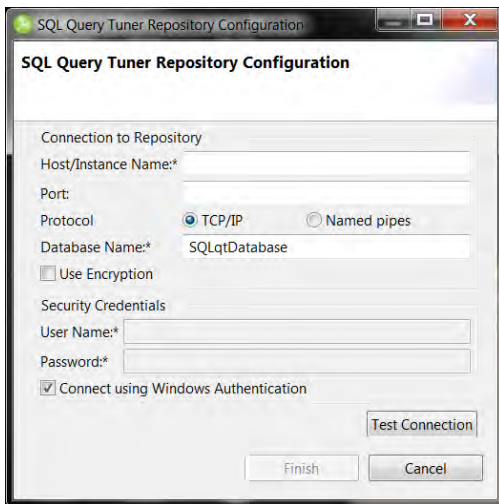 SQL Query Tuner Repository Configuration
SQL Query Tuner Repository Configuration
Connection to Repository
Host/Instance Name:*
Port:
Protocol TCP/IP Named pipes
Database Name:* SQLqtDatabase
Use Encryption
Security Credentials
User Name:*
Password:*
Connect using Windows Authentication
Test Connection
Finish Cancel